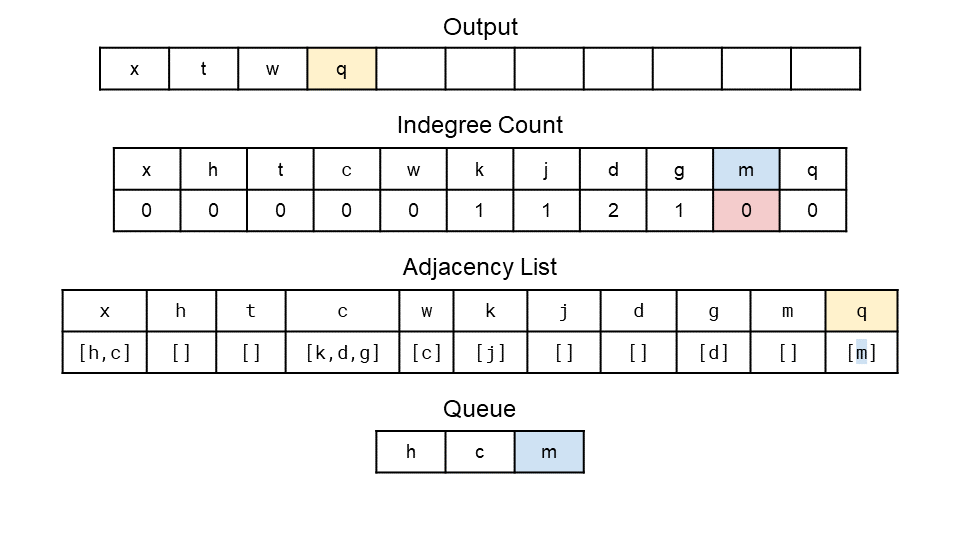 Output
x t w q
Indegree Count
x h t c w k j d g m q
0 0 0 0 0 1 1 2 1 0 0
Adjacency List
x h t c w k j d g m q
[h,c] [] [] [k,d,g] [c] [j] [] [] [d] [] [m]
Queue
h c m